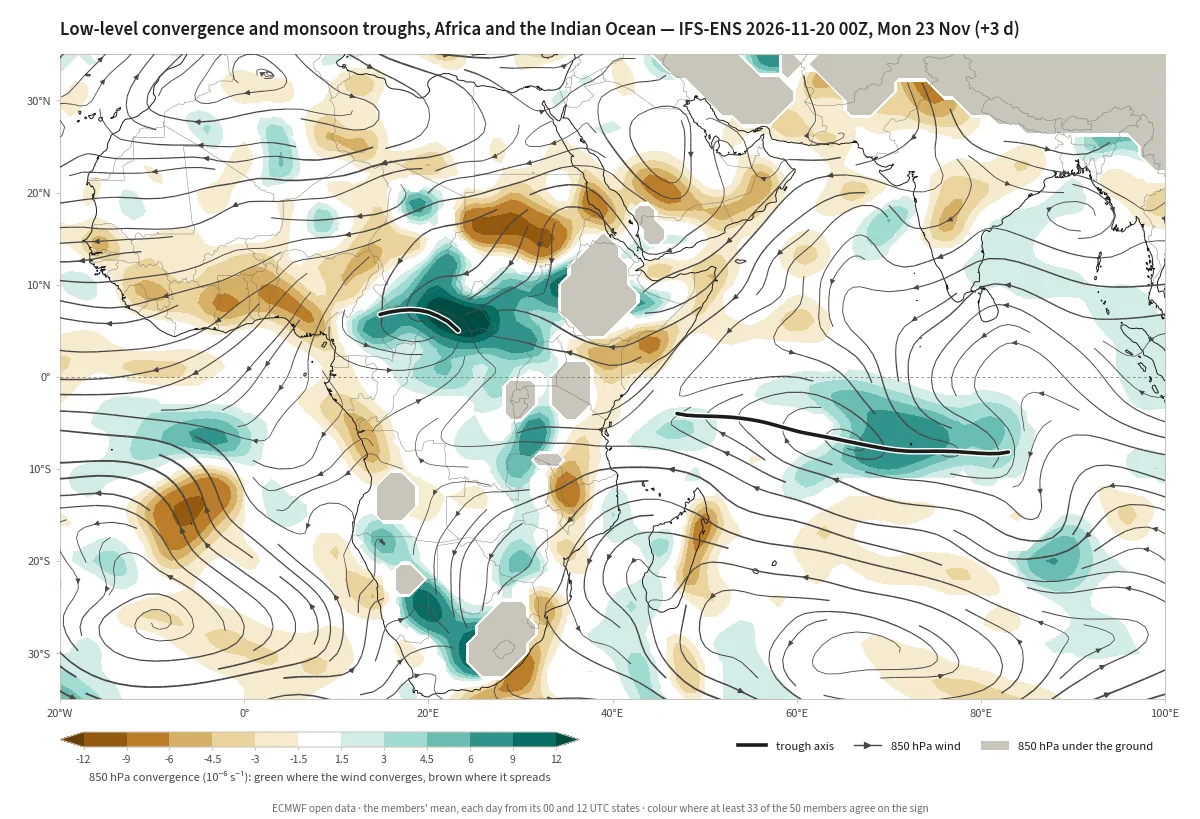 Low-level convergence and monsoon troughs, Africa and the Indian Ocean — IFS-ENS 2026-11-20 00Z, Mon 23 Nov (+3 d)
30°N
20°N
10°N
0°
10°S
20°S
30°S
20°W 0° 20°E 40°E 60°E 80°E 100°E
-12 -9 -6 -4.5 -3 -1.5 1.5 3 4.5 6 9 12
850 hPa convergence (10⁻⁶ s⁻¹): green where the wind converges, brown where it spreads
trough axis 850 hPa wind 850 hPa under the ground
ECMWF open data · the members' mean, each day from its 00 and 12 UTC states · colour where at least 33 of the 50 members agree on the sign